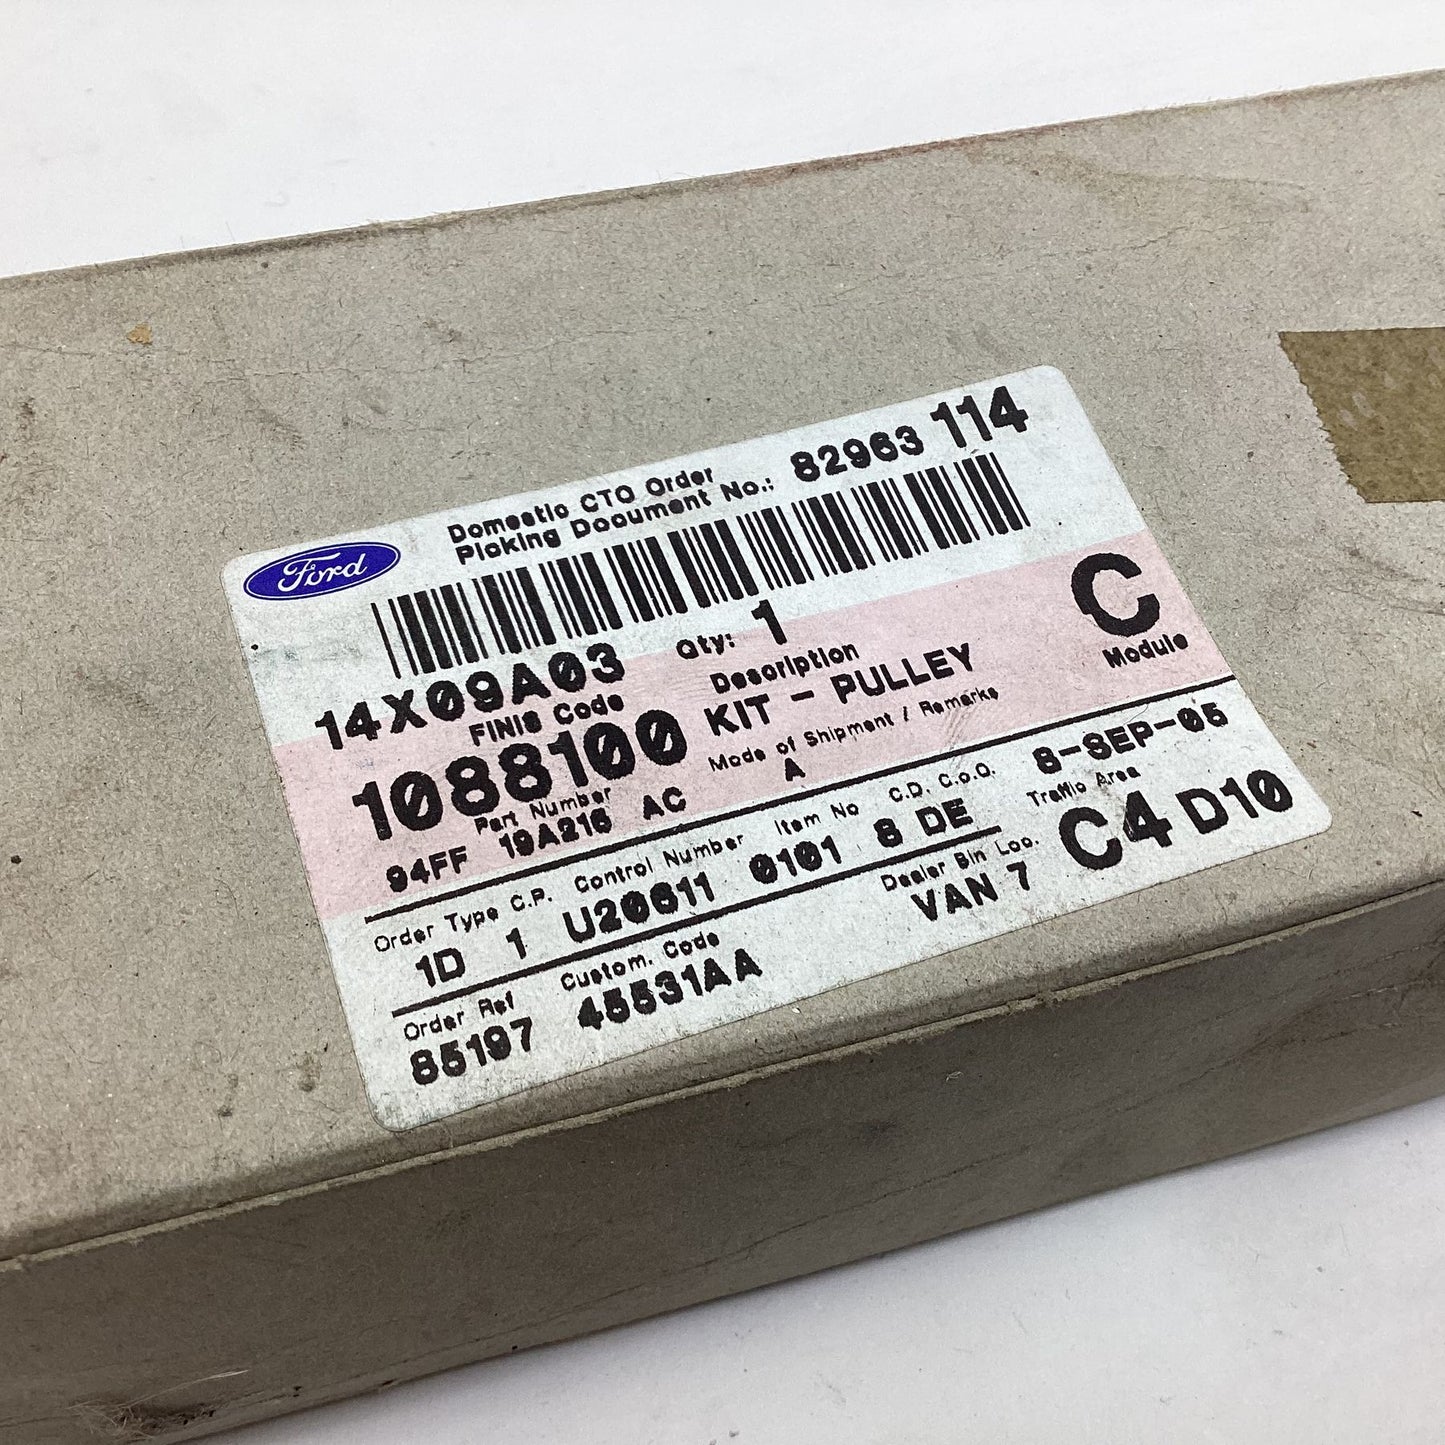 Ford
Domestic CTO Order
Picking Document No.: 82963 114
14X09A03 Qty: 1
FINIS Code Description C
1088100 KIT - PULLEY Module
Part Number Mode of Shipment / Remarks
94FF 19A216 AC A 8-SEP-05
Order Type C.P. Control Number Item No C.D. C.o.O. Traffic Area
1D 1 U20611 0101 8 DE C4 D10
Order Ref Custom. Code Dealer Bin Loc.
85197 45531AA VAN 7